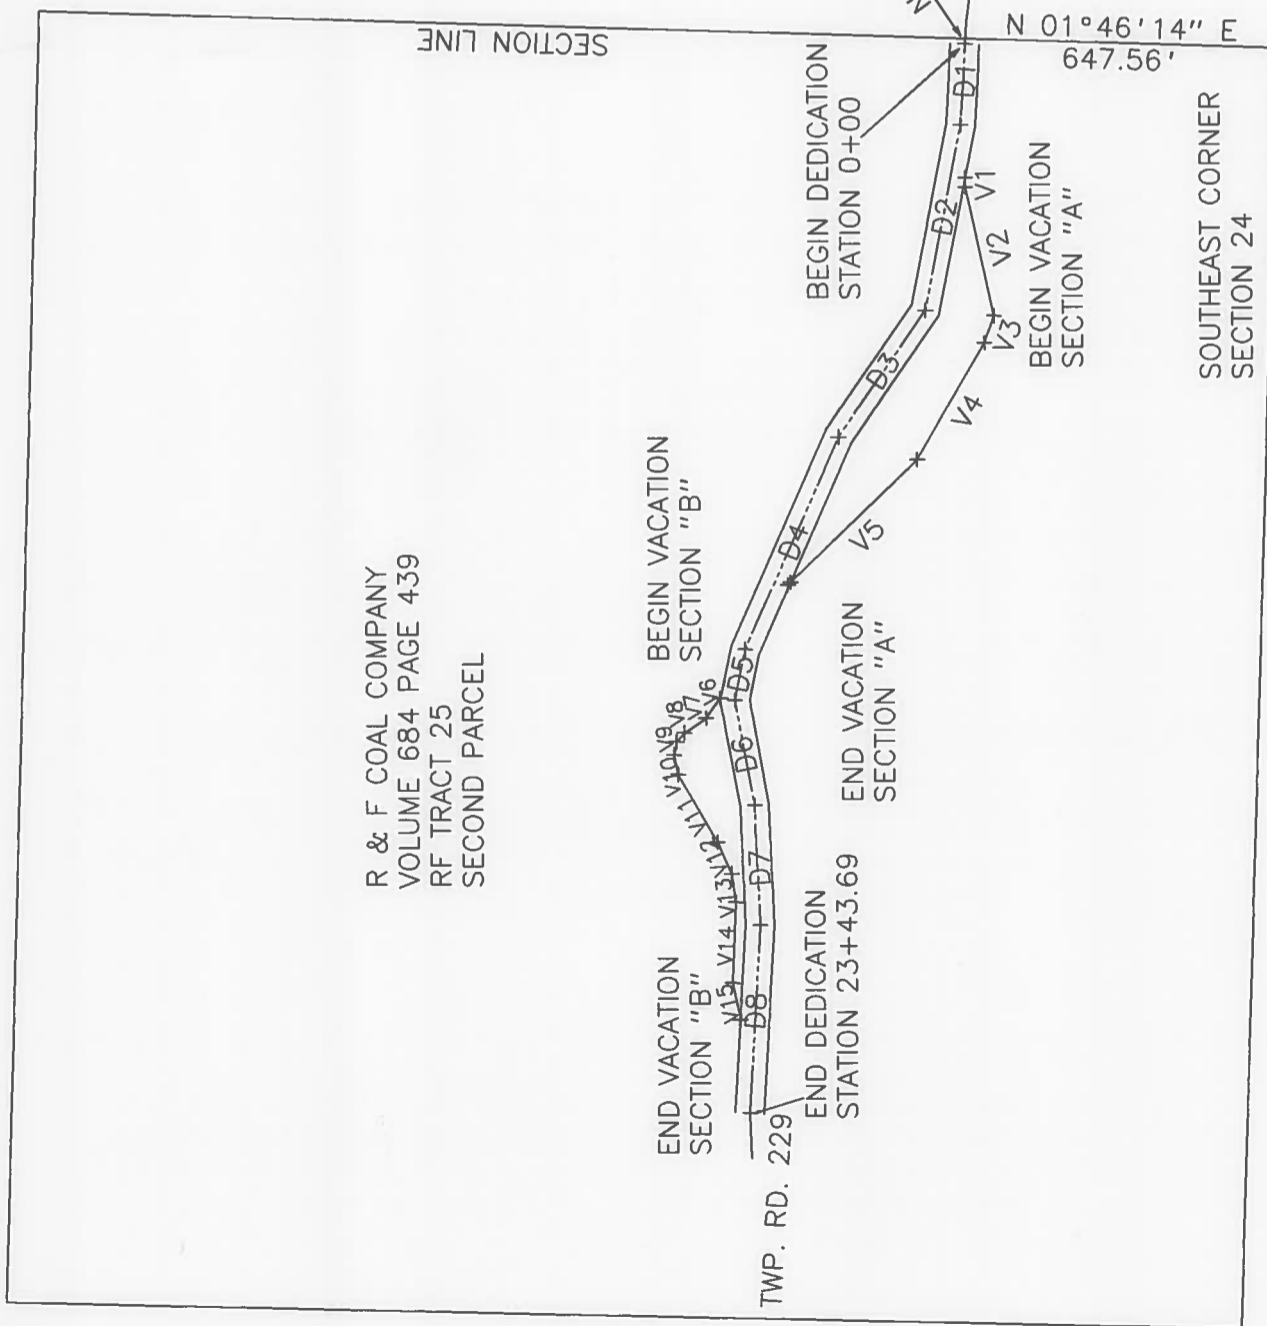 SECTION LINE
N
N 01°46'14" E
647.56'
BEGIN DEDICATION
STATION 0+00
SOUTHEAST CORNER
SECTION 24
BEGIN VACATION
SECTION "A"
D1
D2
D3
D4
D5
D6
D7
D8
V1
V2
V3
V4
V5
V6
V7
V8
V9
V10
V11
V12
V13
V14
V15
BEGIN VACATION
SECTION "B"
R & F COAL COMPANY
VOLUME 684 PAGE 439
RF TRACT 25
SECOND PARCEL
END VACATION
SECTION "A"
END VACATION
SECTION "B"
END DEDICATION
STATION 23+43.69
TWP. RD. 229